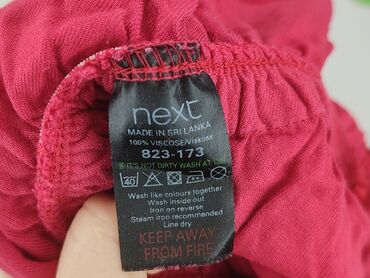 next
MADE IN SRI LANKA
100% VISCOSE/Viskose
823-173
IF IT'S NOT DIRTY WASH AT 30°
40
Wash like colours together
Wash inside out
Iron on reverse
Steam iron recommended
Line dry
KEEP AWAY
FROM FIRE